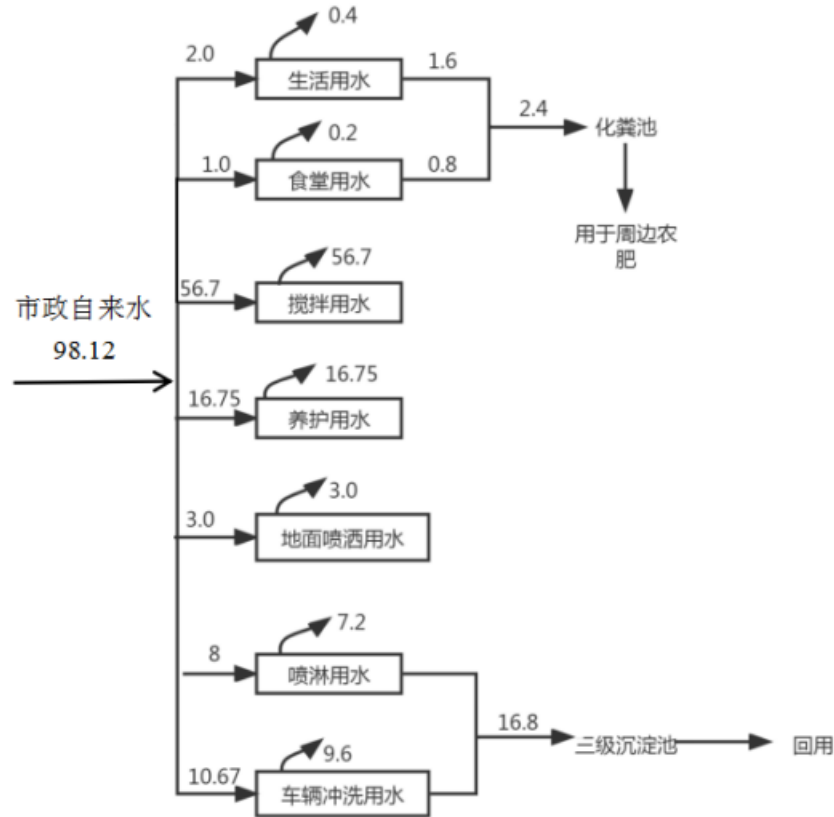 0.4
2.0
生活用水
1.6
2.4
化粪池
0.2
1.0
食堂用水
0.8
用于周边农
肥
56.7
56.7
搅拌用水
市政自来水
98.12
16.75
16.75
养护用水
3.0
3.0
地面喷洒用水
7.2
8
喷淋用水
16.8
三级沉淀池
回用
9.6
10.67
车辆冲洗用水